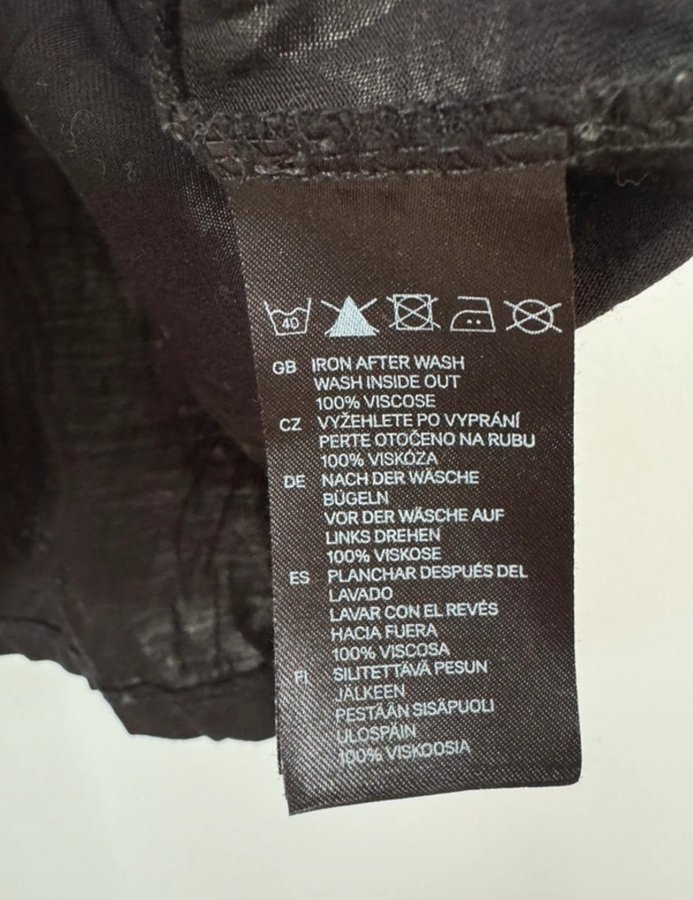 40
GB IRON AFTER WASH
WASH INSIDE OUT
100% VISCOSE
CZ VYŽEHLETE PO VYPRÁNÍ
PERTE OTOČENO NA RUBU
100% VISKÓZA
DE NACH DER WÄSCHE
BÜGELN
VOR DER WÄSCHE AUF
LINKS DREHEN
100% VISKOSE
ES PLANCHAR DESPUÉS DEL
LAVADO
LAVAR CON EL REVÉS
HACIA FUERA
100% VISCOSA
FI SILITETTÄVÄ PESUN
JÄLKEEN
PESTÄÄN SISÄPUOLI
ULOSPÄIN
100% VISKOOSIA